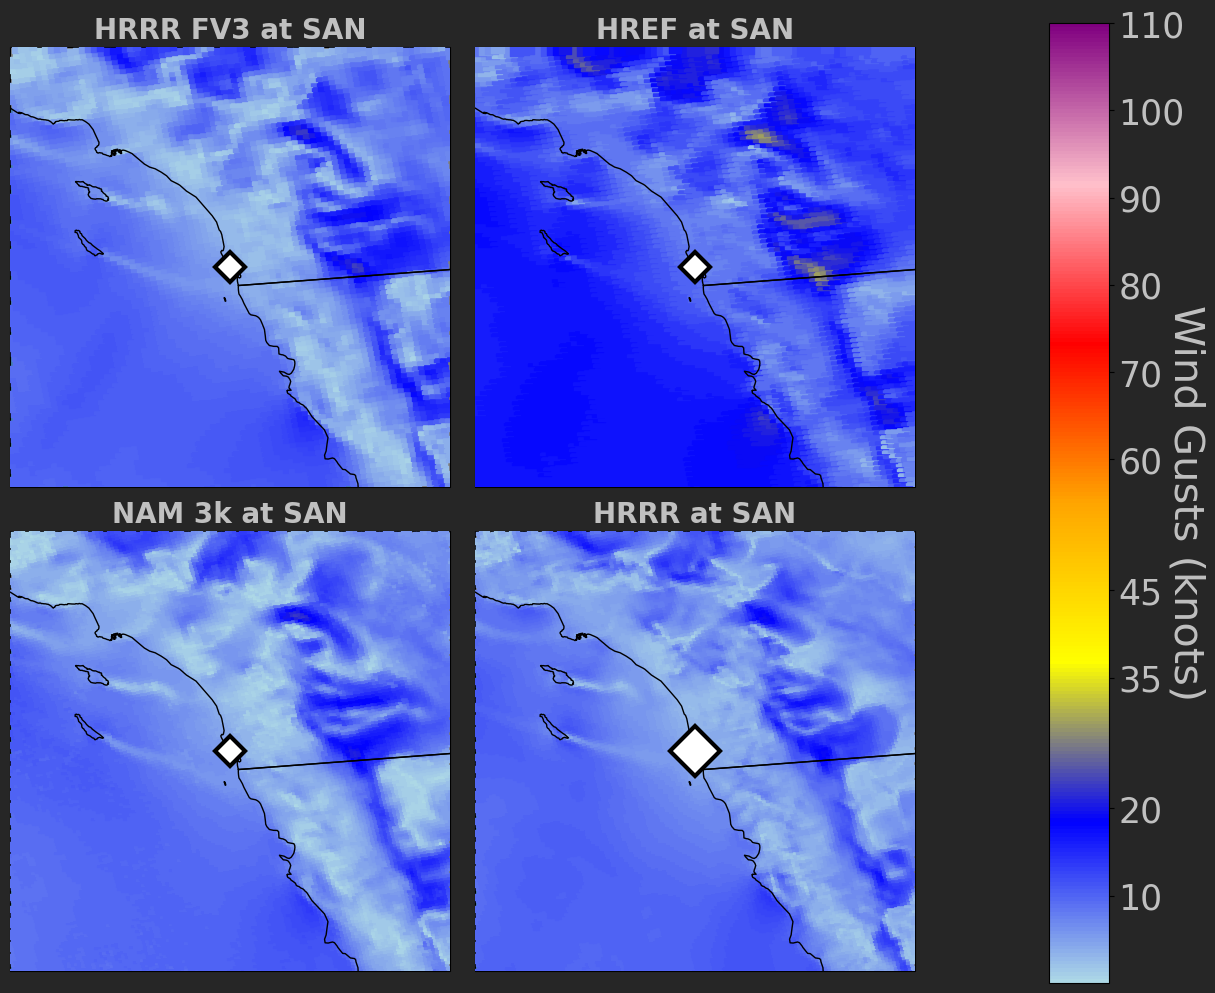 HRRR FV3 at SAN
HREF at SAN
NAM 3k at SAN
HRRR at SAN
110
100
90
80
70
60
45
35
20
10
Wind Gusts (knots)